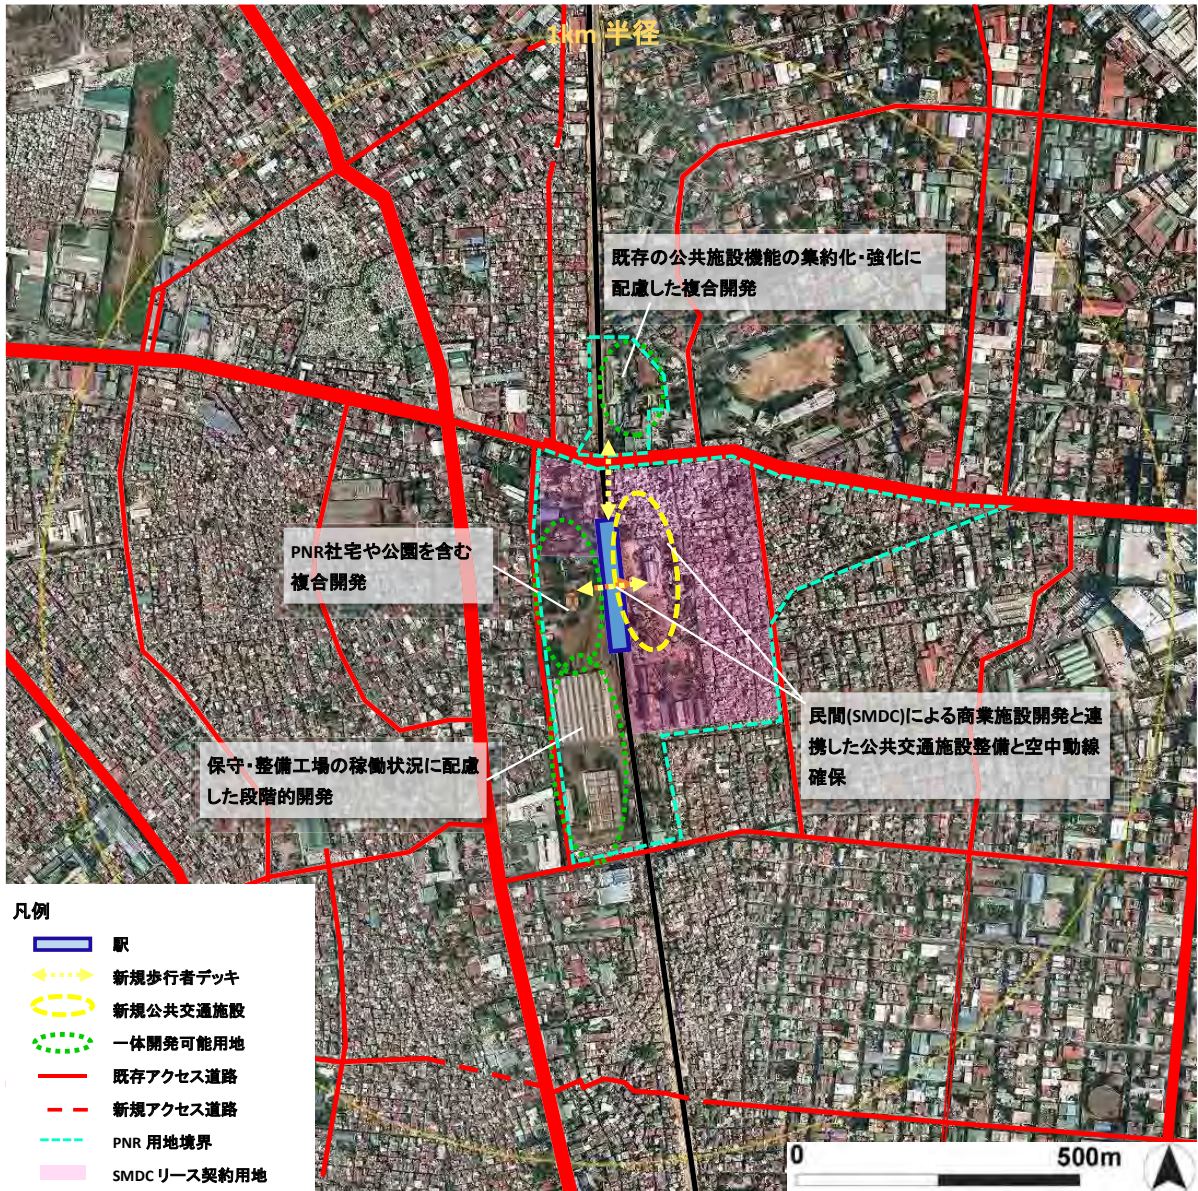 1km 半径
既存の公共施設機能の集約化・強化に
配慮した複合開発
PNR社宅や公園を含む
複合開発
民間(SMDC)による商業施設開発と連
携した公共交通施設整備と空中動線
確保
保守・整備工場の稼働状況に配慮
した段階的開発
凡例
駅
新規歩行者デッキ
新規公共交通施設
一体開発可能用地
既存アクセス道路
新規アクセス道路
PNR 用地境界
SMDC リース契約用地
0 500m